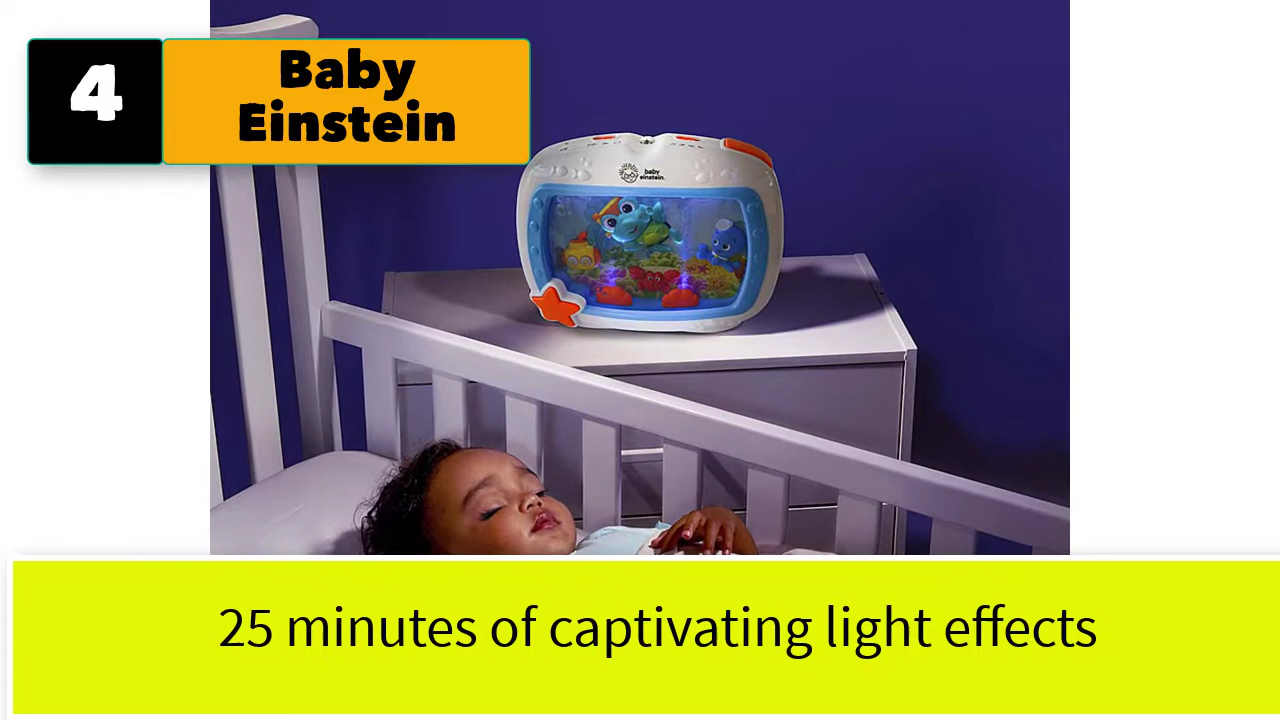 4
Baby
Einstein
baby
einstein
25 minutes of captivating light effects